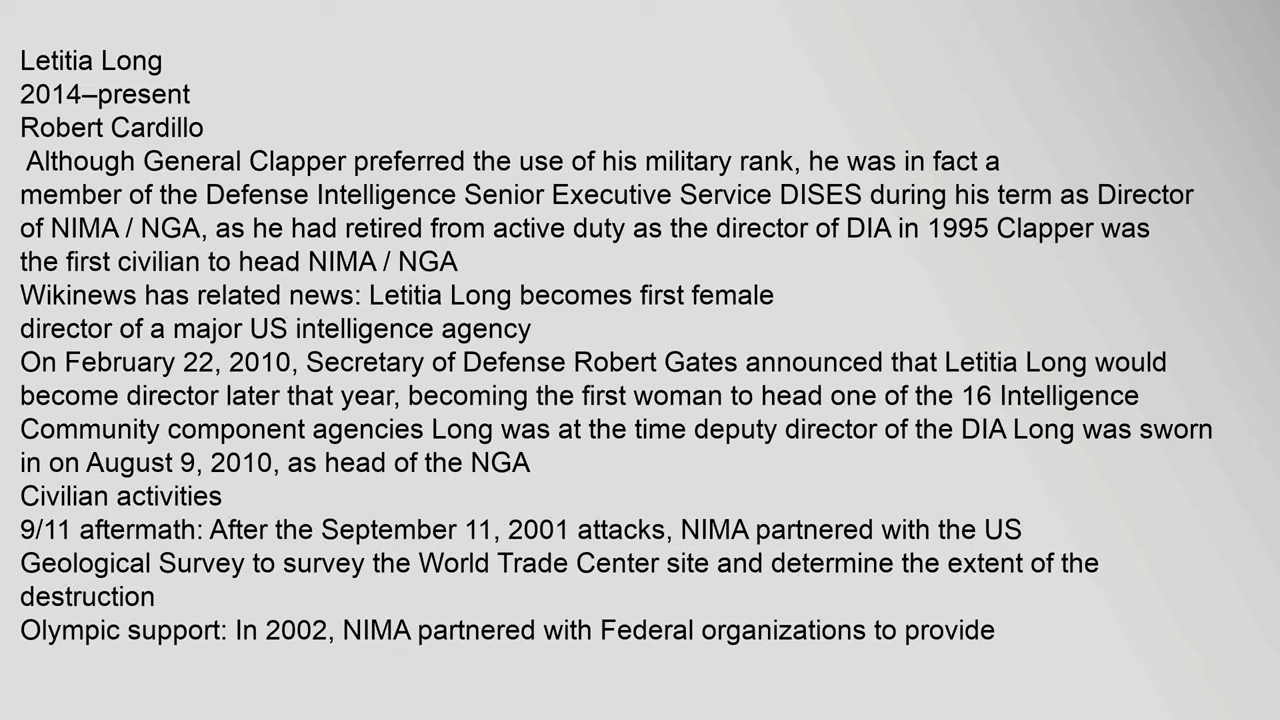 Letitia Long
2014–present
Robert Cardillo
Although General Clapper preferred the use of his military rank, he was in fact a
member of the Defense Intelligence Senior Executive Service DISES during his term as Director
of NIMA / NGA, as he had retired from active duty as the director of DIA in 1995 Clapper was
the first civilian to head NIMA / NGA
Wikinews has related news: Letitia Long becomes first female
director of a major US intelligence agency
On February 22, 2010, Secretary of Defense Robert Gates announced that Letitia Long would
become director later that year, becoming the first woman to head one of the 16 Intelligence
Community component agencies Long was at the time deputy director of the DIA Long was sworn
in on August 9, 2010, as head of the NGA
Civilian activities
9/11 aftermath: After the September 11, 2001 attacks, NIMA partnered with the US
Geological Survey to survey the World Trade Center site and determine the extent of the
destruction
Olympic support: In 2002, NIMA partnered with Federal organizations to provide